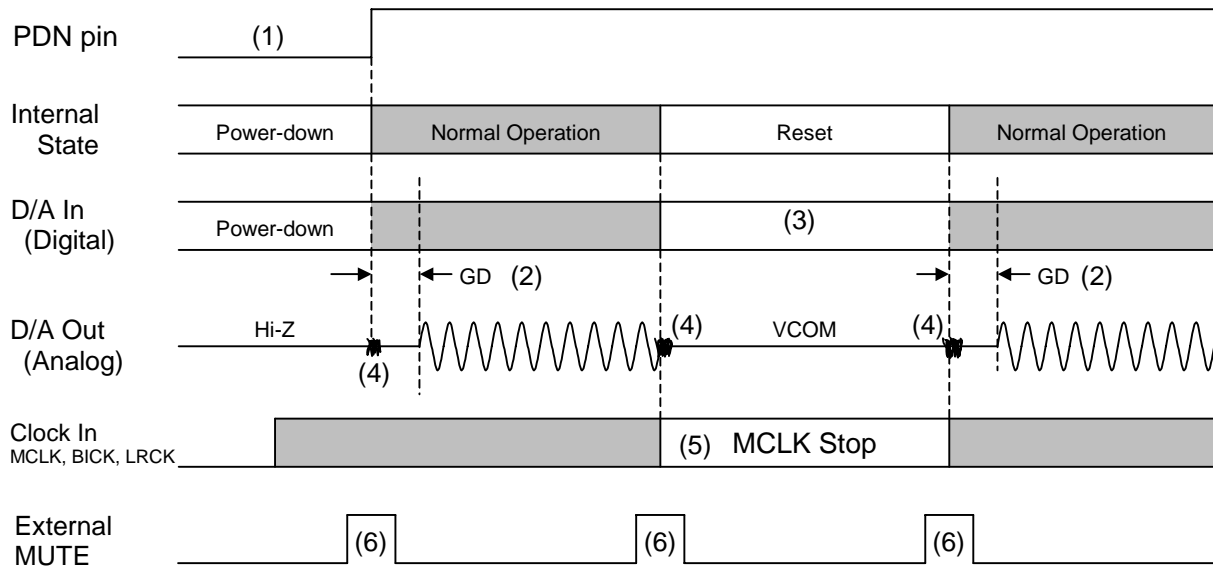 PDN pin
(1)
Internal
State
Power-down
Normal Operation
Reset
Normal Operation
D/A In
(Digital)
Power-down
(3)
GD (2)
GD (2)
D/A Out
(Analog)
Hi-Z
(4)
(4)
VCOM
(4)
Clock In
MCLK, BICK, LRCK
(5) MCLK Stop
External
MUTE
(6)
(6)
(6)